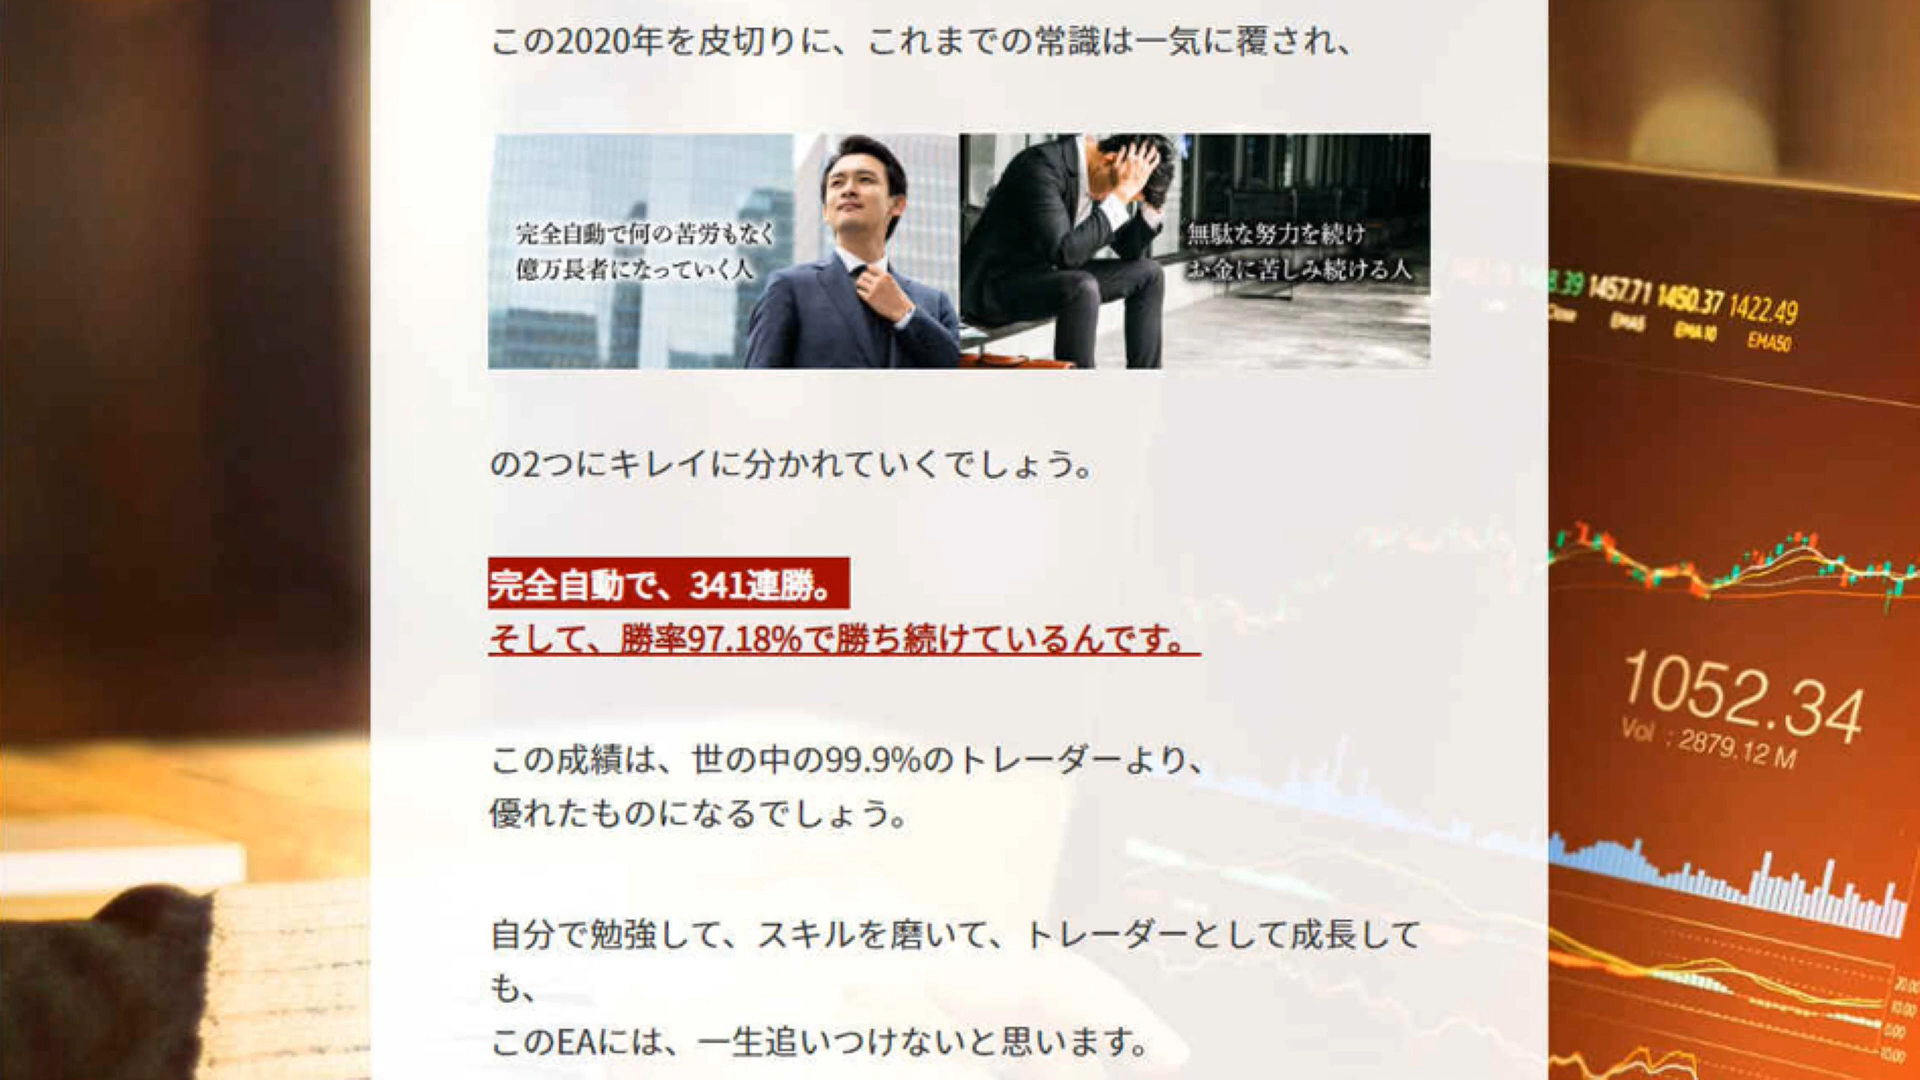 この2020年を皮切りに、これまでの常識は一気に覆され、
完全自動で何の苦労もなく
億万長者になっていく人
無駄な努力を続け
お金に苦しみ続ける人
1457.71 1450.37 1422.49
EMA5 EMA10 EMA50
の2つにキレイに分かれていくでしょう。
完全自動で、341連勝。
そして、勝率97.18%で勝ち続けているんです。
1052.34
Vol : 2879.12 M
この成績は、世の中の99.9%のトレーダーより、
優れたものになるでしょう。
自分で勉強して、スキルを磨いて、トレーダーとして成長して
も、
このEAには、一生追いつけないと思います。
20.00
10.00
0.00